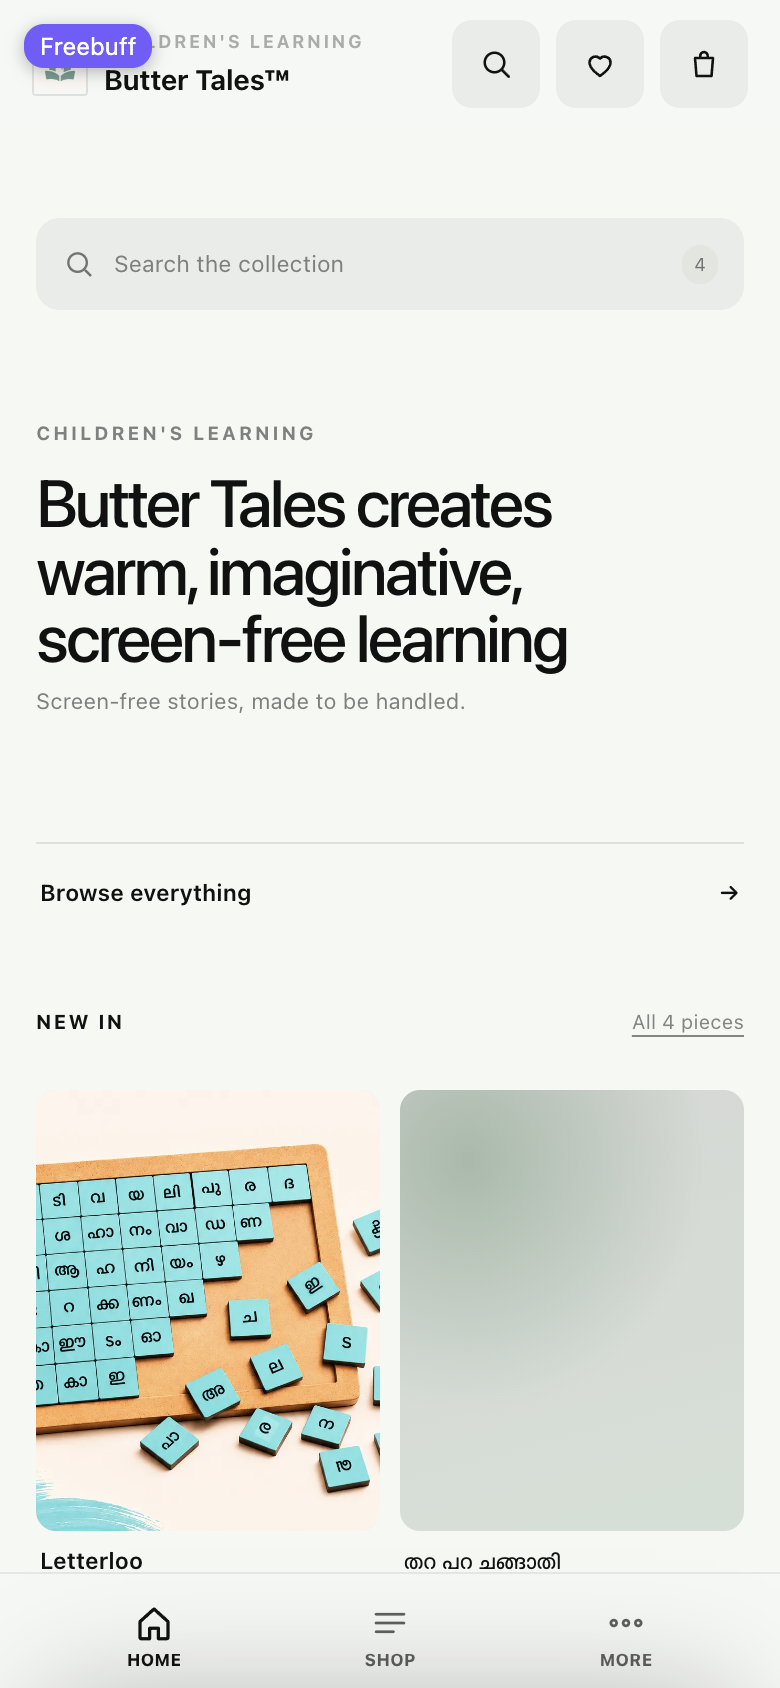 Freebuff
LDREN'S LEARNING
Butter Tales™
Search the collection
4
CHILDREN'S LEARNING
Butter Tales creates
warm, imaginative,
screen-free learning
Screen-free stories, made to be handled.
Browse everything
NEW IN
All 4 pieces
ടി വ യ ലി പു ര ദ
ശ ഹാ നം വാ ഡ ണ
ആ ഹ നി യം ഴ
റ ക്ക ണം ഖ
ഈ ടം ഓ
കാ ഇ
ഇ
ച
ട
ല
അ
പാ
ര
ന
Letterloo
തറ പറ ചങ്ങാതി
HOME
SHOP
MORE